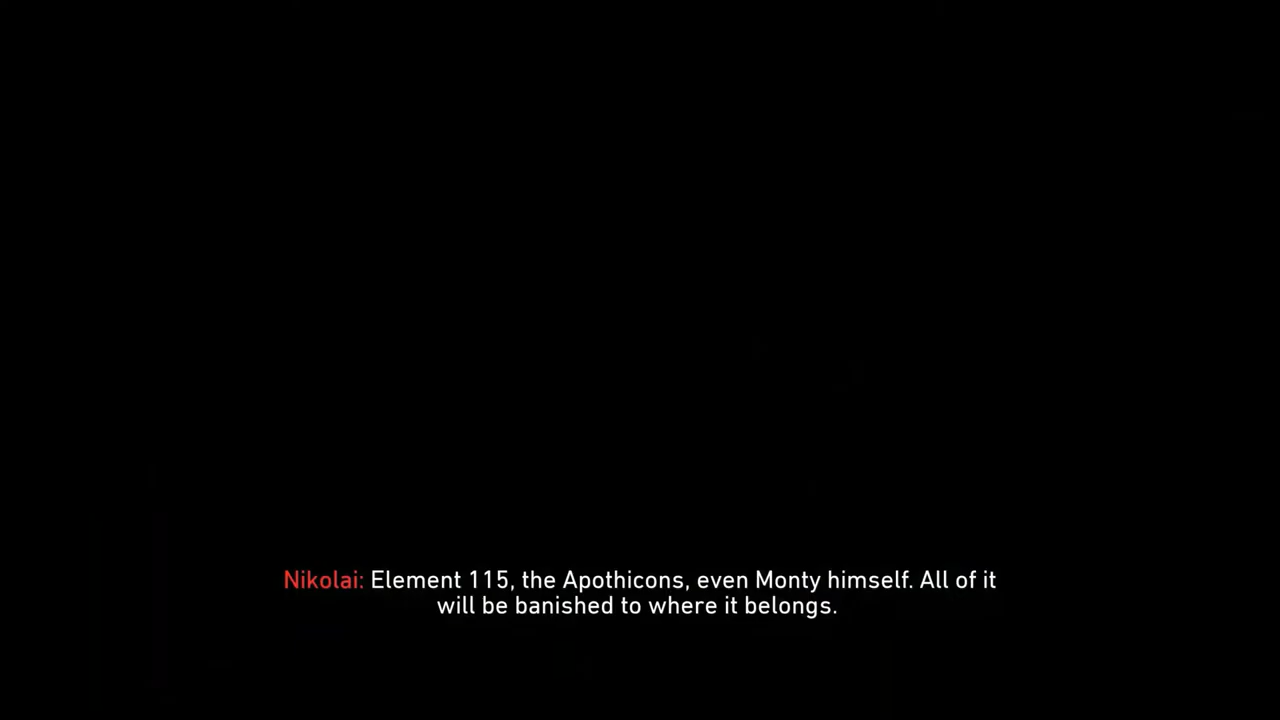 Nikolai: Element 115, the Apothicons, even Monty himself. All of it
will be banished to where it belongs.